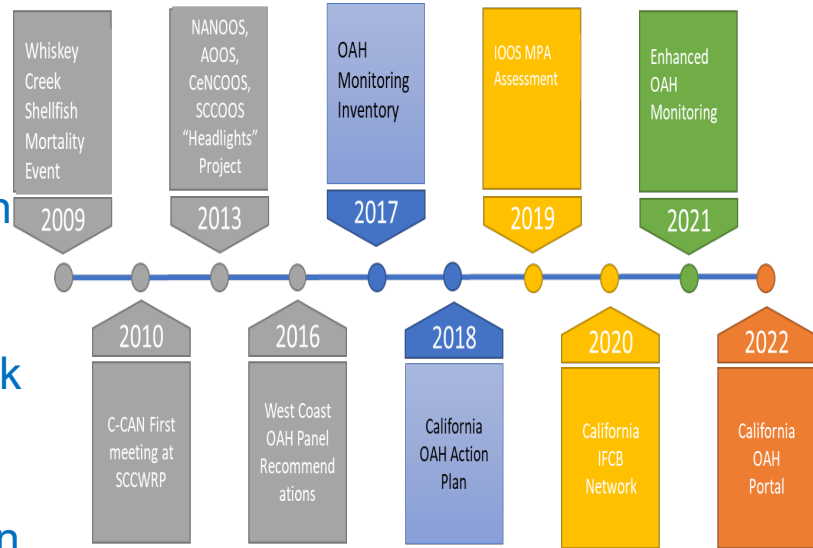 Whiskey
Creek
Shellfish
Mortality
Event
2009
NANOOS,
AOOS,
CeNCOOS,
SCCOOS
“Headlights”
Project
2013
OAH
Monitoring
Inventory
2017
IOOS MPA
Assessment
2019
Enhanced
OAH
Monitoring
2021
2010
C-CAN First
meeting at
SCCWRP
2016
West Coast
OAH Panel
Recommend
ations
2018
California
OAH Action
Plan
2020
California
IFCB
Network
2022
California
OAH
Portal
n
k
n